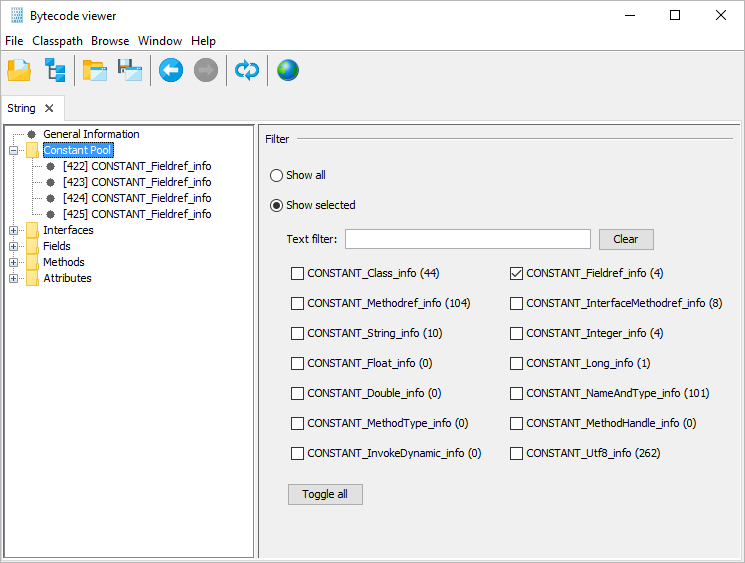 Bytecode viewer
File Classpath Browse Window Help
String
General Information
Constant Pool
[422] CONSTANT_Fieldref_info
[423] CONSTANT_Fieldref_info
[424] CONSTANT_Fieldref_info
[425] CONSTANT_Fieldref_info
Interfaces
Fields
Methods
Attributes
Filter
Show all
Show selected
Text filter: Clear
CONSTANT_Class_info (44) CONSTANT_Fieldref_info (4)
CONSTANT_Methodref_info (104) CONSTANT_InterfaceMethodref_info (8)
CONSTANT_String_info (10) CONSTANT_Integer_info (4)
CONSTANT_Float_info (0) CONSTANT_Long_info (1)
CONSTANT_Double_info (0) CONSTANT_NameAndType_info (101)
CONSTANT_MethodType_info (0) CONSTANT_MethodHandle_info (0)
CONSTANT_InvokeDynamic_info (0) CONSTANT_Utf8_info (262)
Toggle all